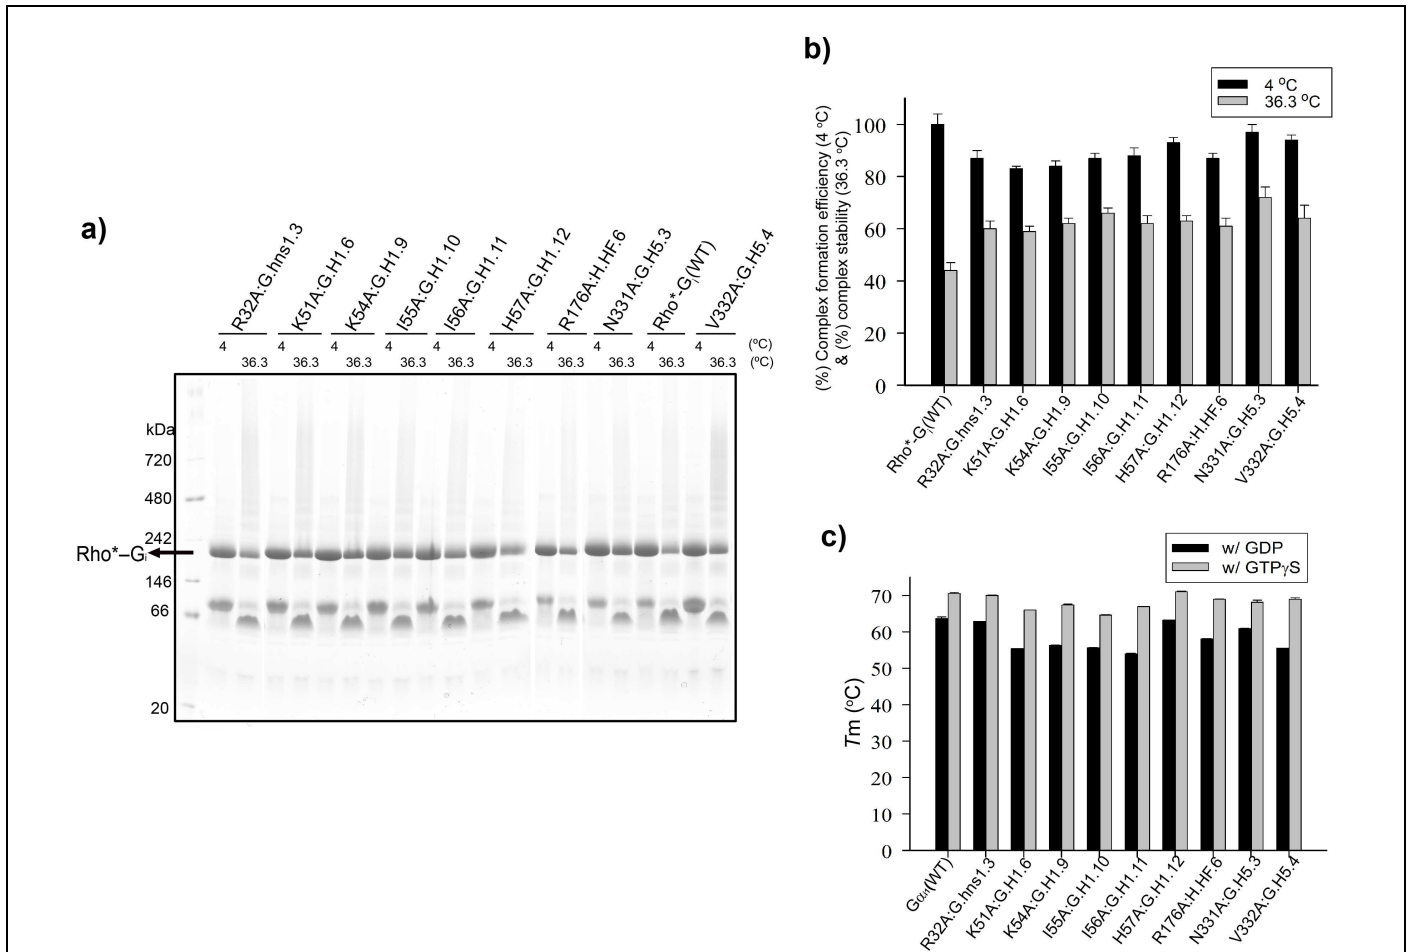 a)
R32A:G.hns1.3
K51A:G.H1.6
K54A:G.H1.9
I55A:G.H1.10
I56A:G.H1.11
H57A:G.H1.12
R176A:H.HF.6
N331A:G.H5.3
Rho*-Gi(WT)
V332A:G.H5.4
4 4 4 4 4 4 4 4 4 4 (ºC)
36.3 36.3 36.3 36.3 36.3 36.3 36.3 36.3 36.3 36.3 (ºC)
kDa
720
480
242
Rho*–Gi
146
66
20
b)
4 ºC
36.3 ºC
(%) Complex formation efficiency (4 ºC)
& (%) complex stability (36.3 ºC)
100
80
60
40
20
0
Rho*-Gi(WT)
R32A:G.hns1.3
K51A:G.H1.6
K54A:G.H1.9
I55A:G.H1.10
I56A:G.H1.11
H57A:G.H1.12
R176A:H.HF.6
N331A:G.H5.3
V332A:G.H5.4
c)
w/ GDP
w/ GTPγS
Tm (ºC)
70
60
50
40
30
20
10
0
Gαi1(WT)
R32A:G.hns1.3
K51A:G.H1.6
K54A:G.H1.9
I55A:G.H1.10
I56A:G.H1.11
H57A:G.H1.12
R176A:H.HF.6
N331A:G.H5.3
V332A:G.H5.4